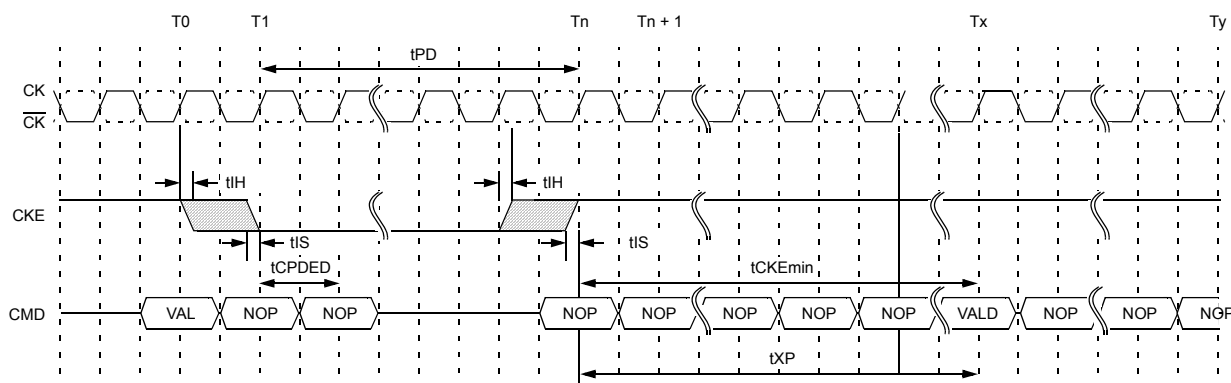 T0 T1 Tn Tn + 1 Tx Ty
tPD
CK
CK
tIH tIH
CKE
tIS tIS
tCPDED tCKEmin
CMD VAL NOP NOP NOP NOP NOP NOP NOP VALD NOP NOP NOP
tXP